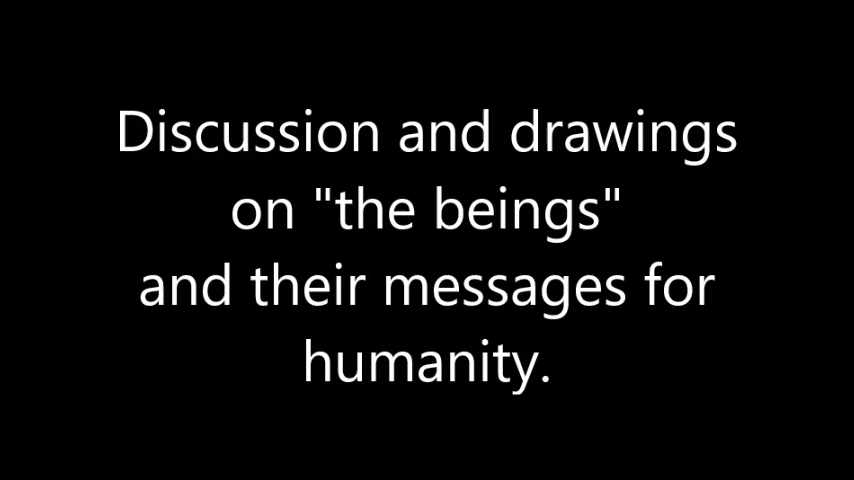 Discussion and drawings
on "the beings"
and their messages for
humanity.